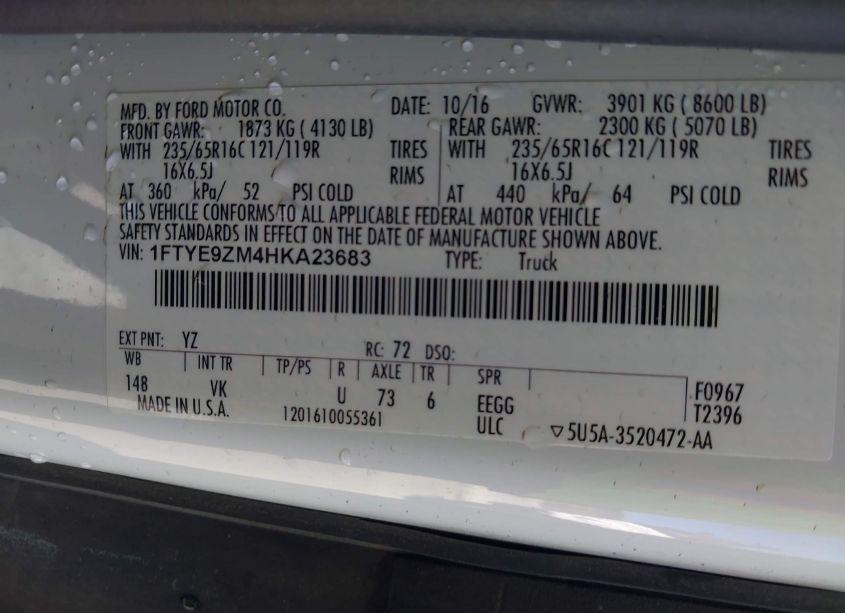 MFD. BY FORD MOTOR CO. DATE: 10/16 GVWR: 3901 KG ( 8600 LB)
FRONT GAWR: 1873 KG ( 4130 LB) REAR GAWR: 2300 KG ( 5070 LB)
WITH 235/65R16C 121/119R TIRES WITH 235/65R16C 121/119R TIRES
16X6.5J RIMS 16X6.5J RIMS
AT 360 kPa/ 52 PSI COLD AT 440 kPa/ 64 PSI COLD
THIS VEHICLE CONFORMS TO ALL APPLICABLE FEDERAL MOTOR VEHICLE
SAFETY STANDARDS IN EFFECT ON THE DATE OF MANUFACTURE SHOWN ABOVE.
VIN: 1FTYE9ZM4HKA23683 TYPE: Truck
EXT PNT: YZ RC: 72 DSO:
WB INT TR TP/PS R AXLE TR SPR
148 VK U 73 6 EEGG F0967
MADE IN U.S.A. 1201610055361 ULC T2396
▽5U5A-3520472-AA